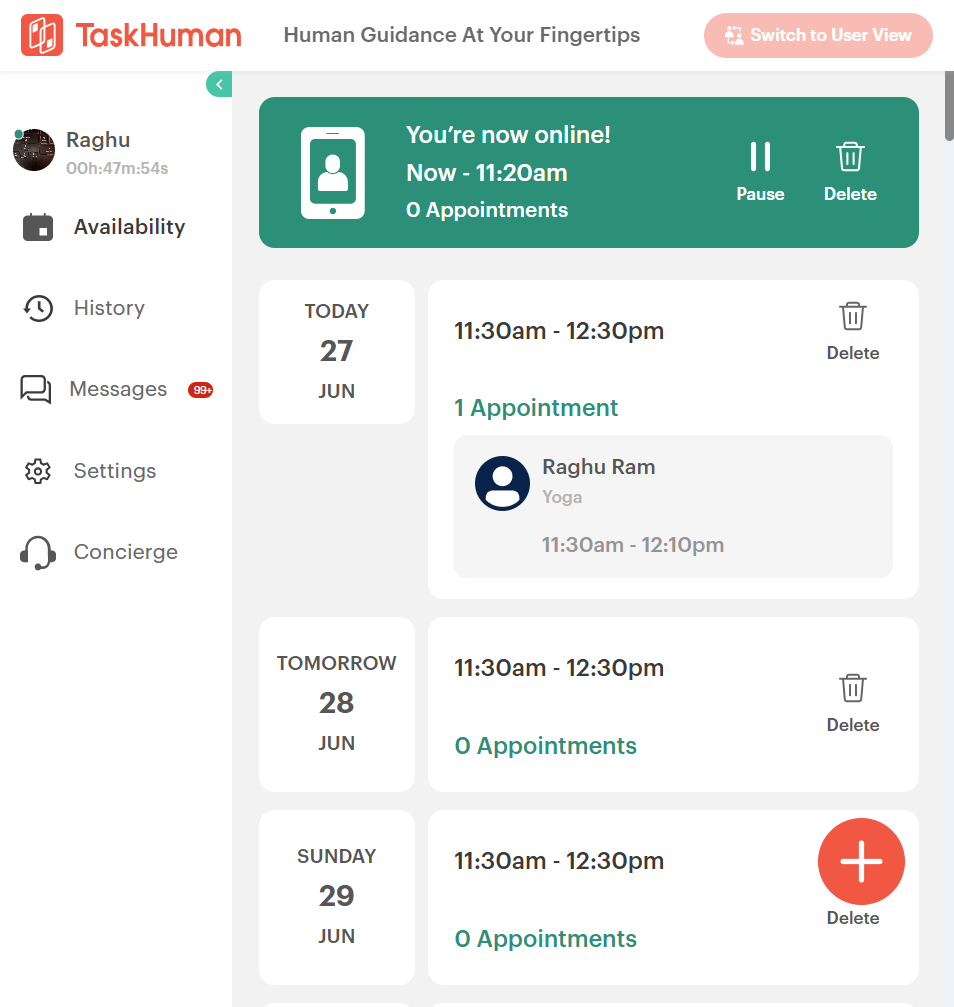 TaskHuman
Human Guidance At Your Fingertips
Switch to User View
Raghu
00h:47m:54s
Availability
History
Messages 99+
Settings
Concierge
You’re now online!
Now - 11:20am
0 Appointments
Pause
Delete
TODAY
27
JUN
11:30am - 12:30pm
Delete
1 Appointment
Raghu Ram
Yoga
11:30am - 12:10pm
TOMORROW
28
JUN
11:30am - 12:30pm
0 Appointments
Delete
SUNDAY
29
JUN
11:30am - 12:30pm
0 Appointments
Delete